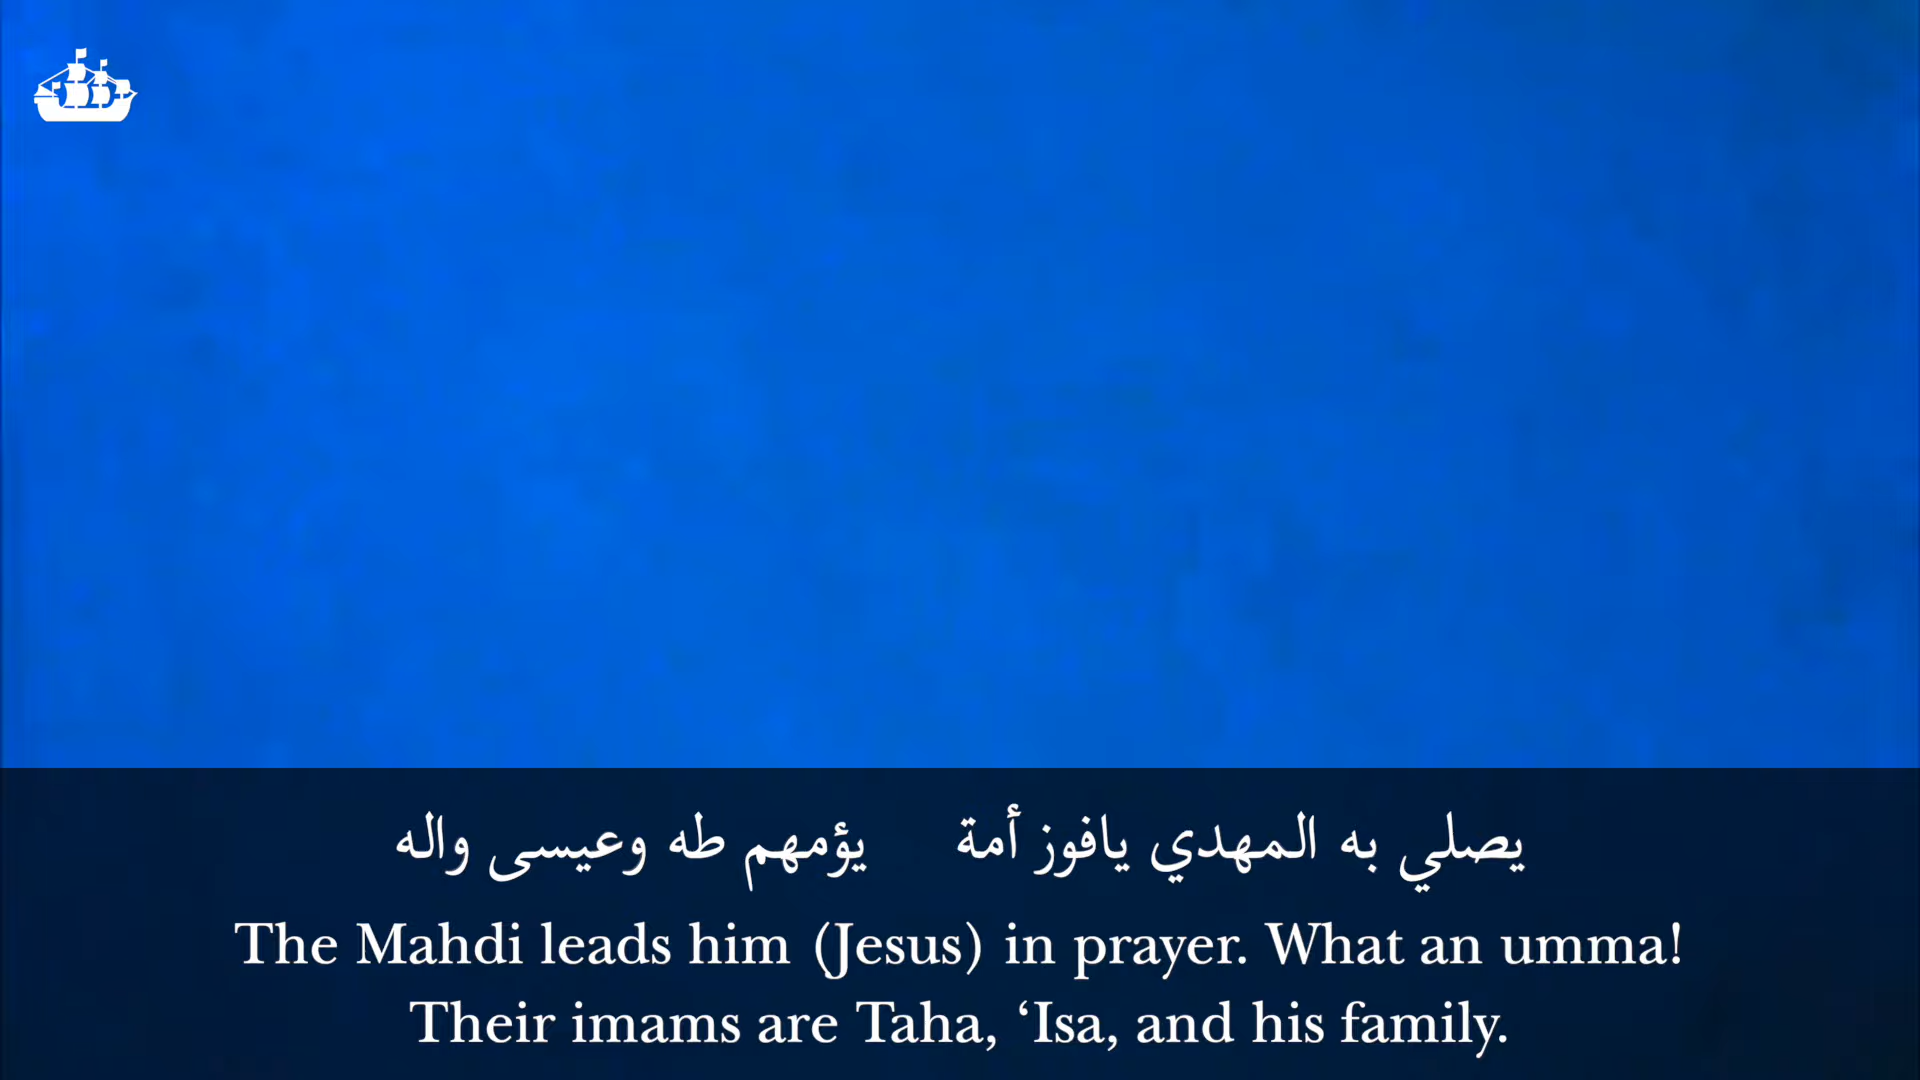 يصلي به المهدي يافوز أمة يؤمهم طه وعيسى واله
The Mahdi leads him (Jesus) in prayer. What an umma!
Their imams are Taha, ‘Isa, and his family.